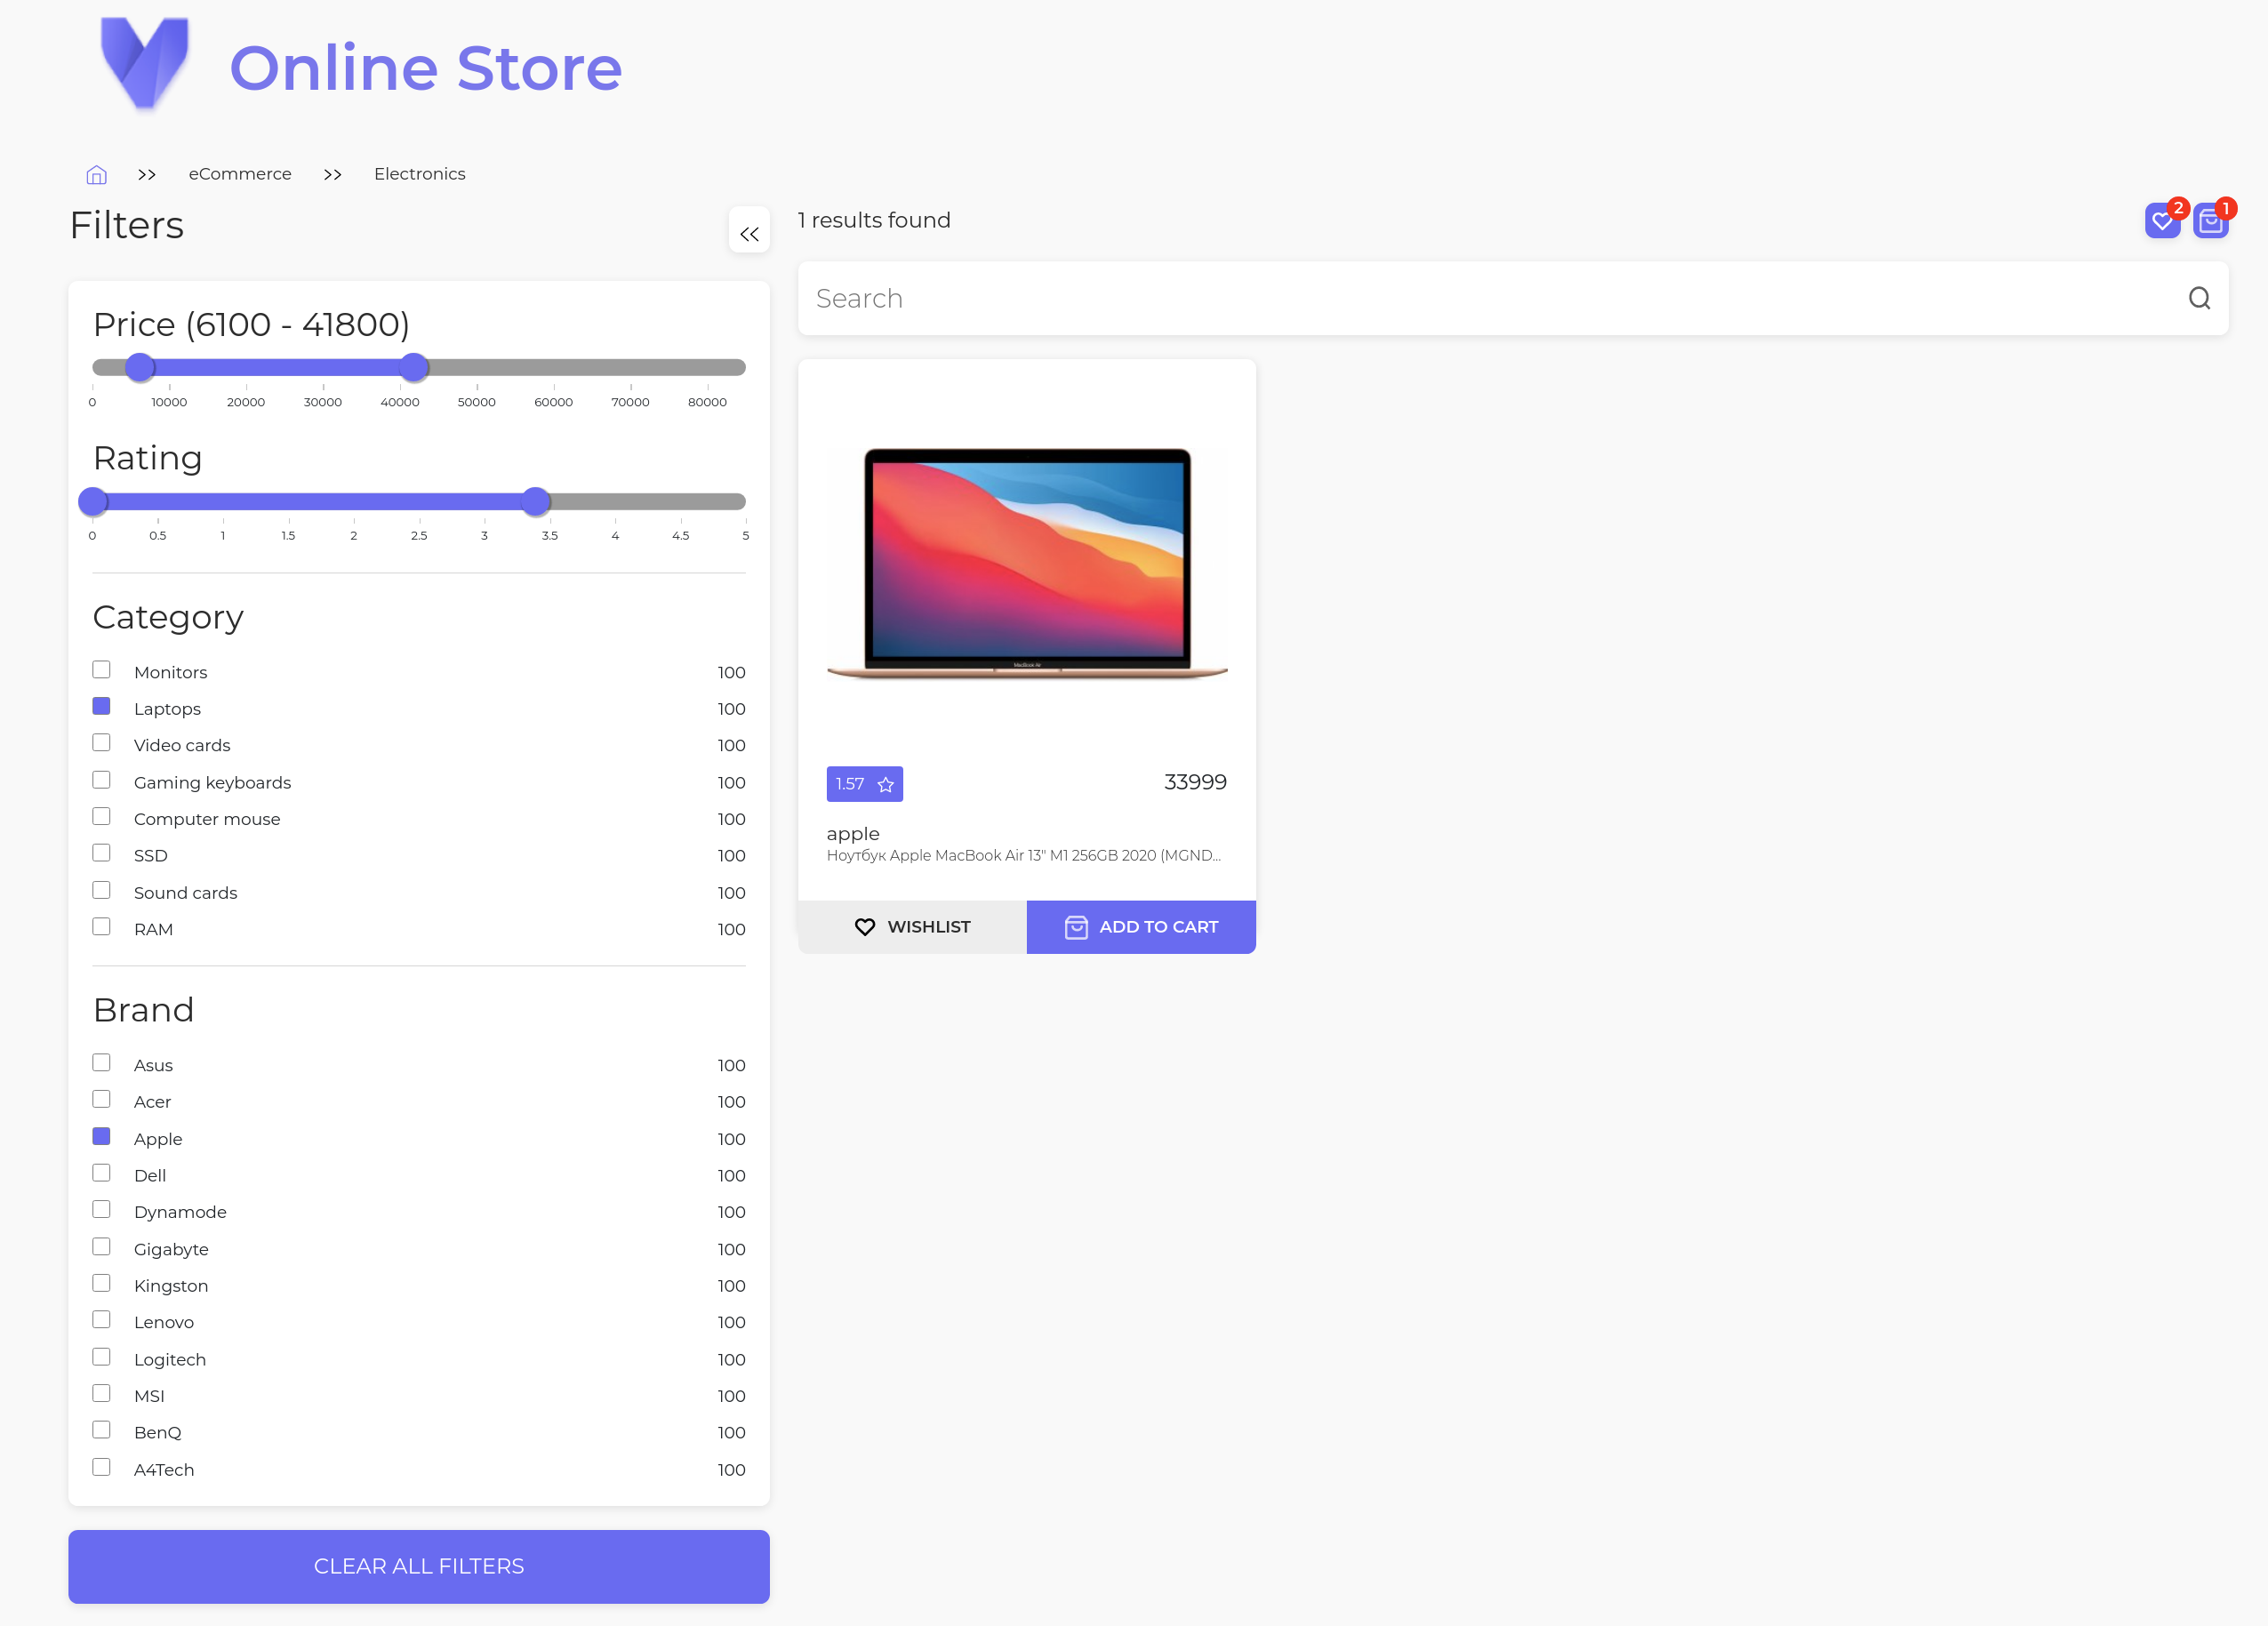 Online Store
>> eCommerce >> Electronics
Filters
<<
Price (6100 - 41800)
0 10000 20000 30000 40000 50000 60000 70000 80000
Rating
0 0.5 1 1.5 2 2.5 3 3.5 4 4.5 5
Category
Monitors 100
Laptops 100
Video cards 100
Gaming keyboards 100
Computer mouse 100
SSD 100
Sound cards 100
RAM 100
Brand
Asus 100
Acer 100
Apple 100
Dell 100
Dynamode 100
Gigabyte 100
Kingston 100
Lenovo 100
Logitech 100
MSI 100
BenQ 100
A4Tech 100
CLEAR ALL FILTERS
1 results found
2 1
Search
MacBook Air
1.57 33999
apple
Ноутбук Apple MacBook Air 13" M1 256GB 2020 (MGND...
WISHLIST ADD TO CART